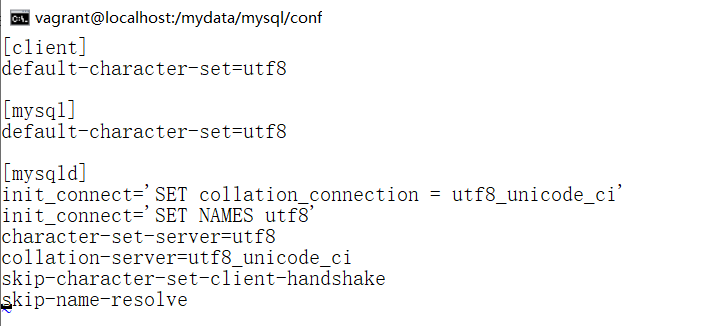 vagrant@localhost:/mydata/mysql/conf
[client]
default-character-set=utf8
[mysql]
default-character-set=utf8
[mysqld]
init_connect='SET collation_connection = utf8_unicode_ci'
init_connect='SET NAMES utf8'
character-set-server=utf8
collation-server=utf8_unicode_ci
skip-character-set-client-handshake
skip-name-resolve
~